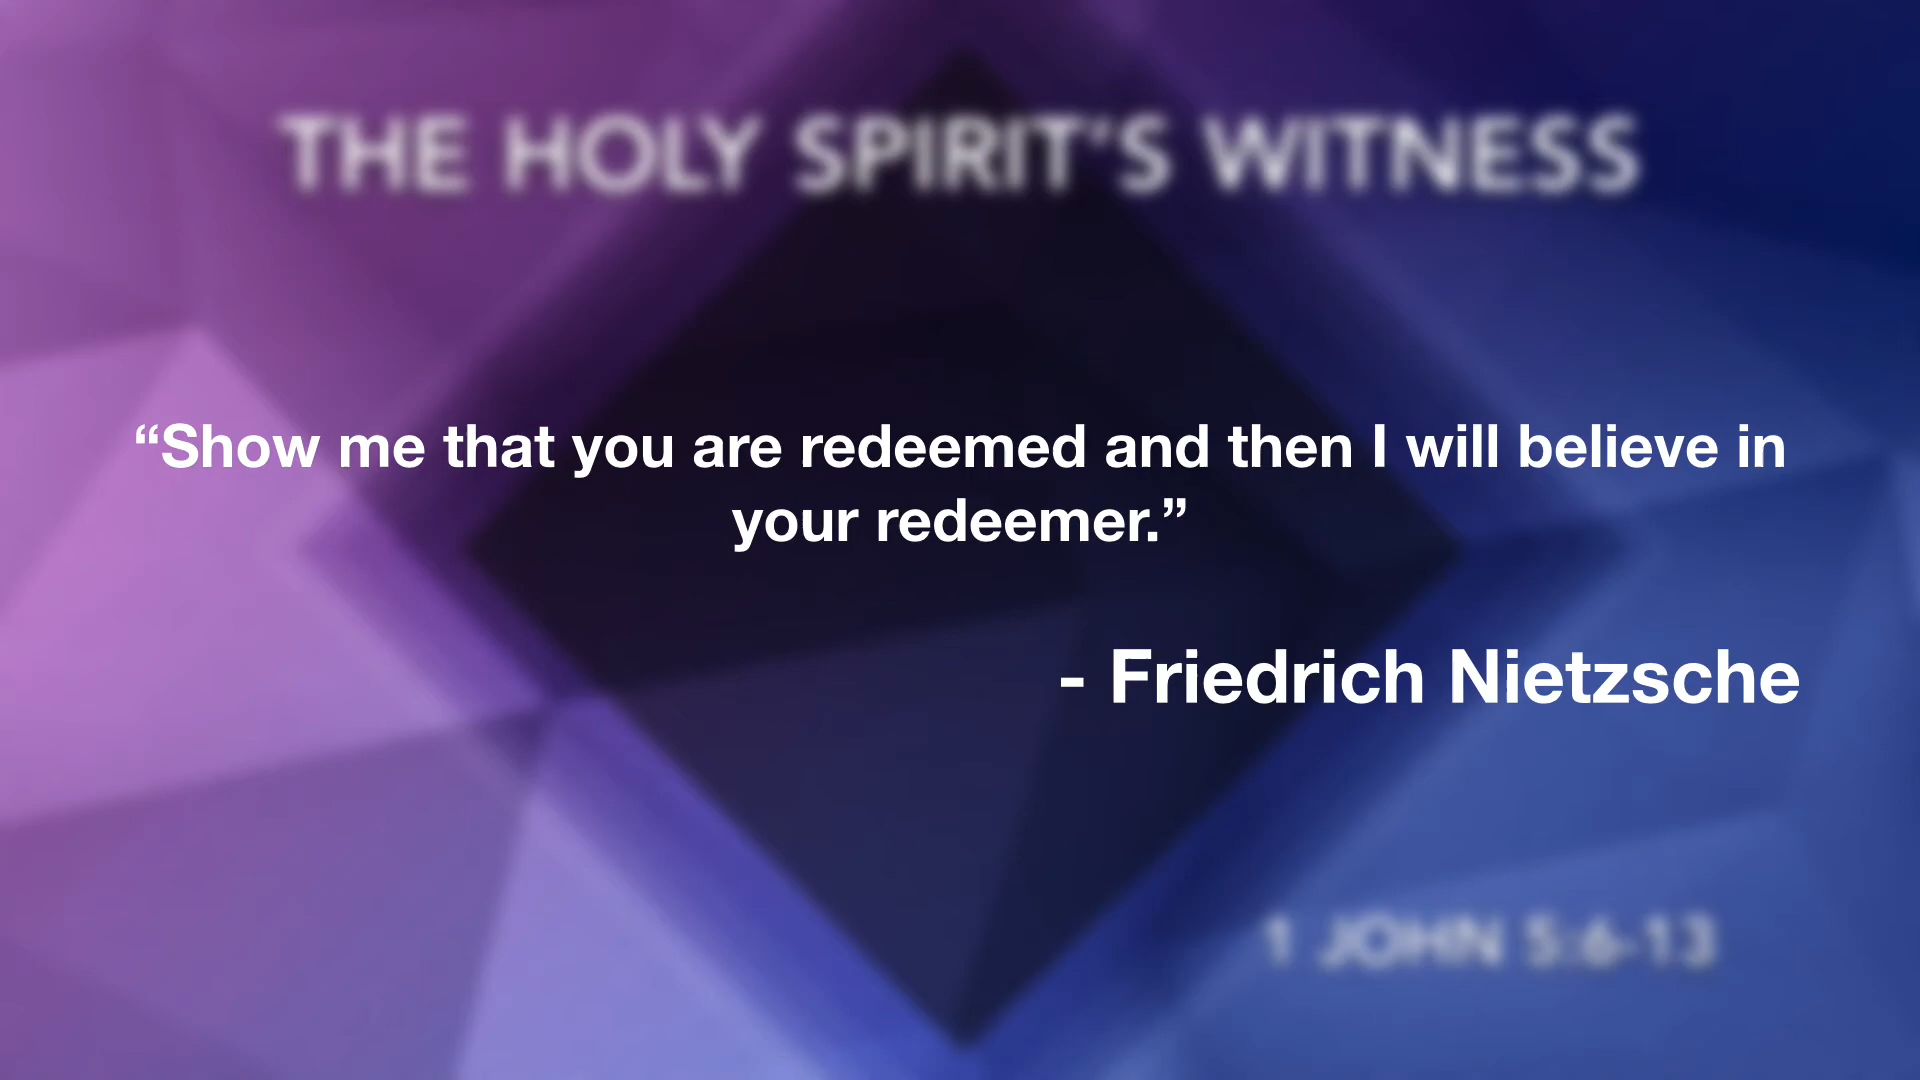 THE HOLY SPIRIT'S WITNESS
“Show me that you are redeemed and then I will believe in
your redeemer.”
- Friedrich Nietzsche
1 JOHN 5:6-13